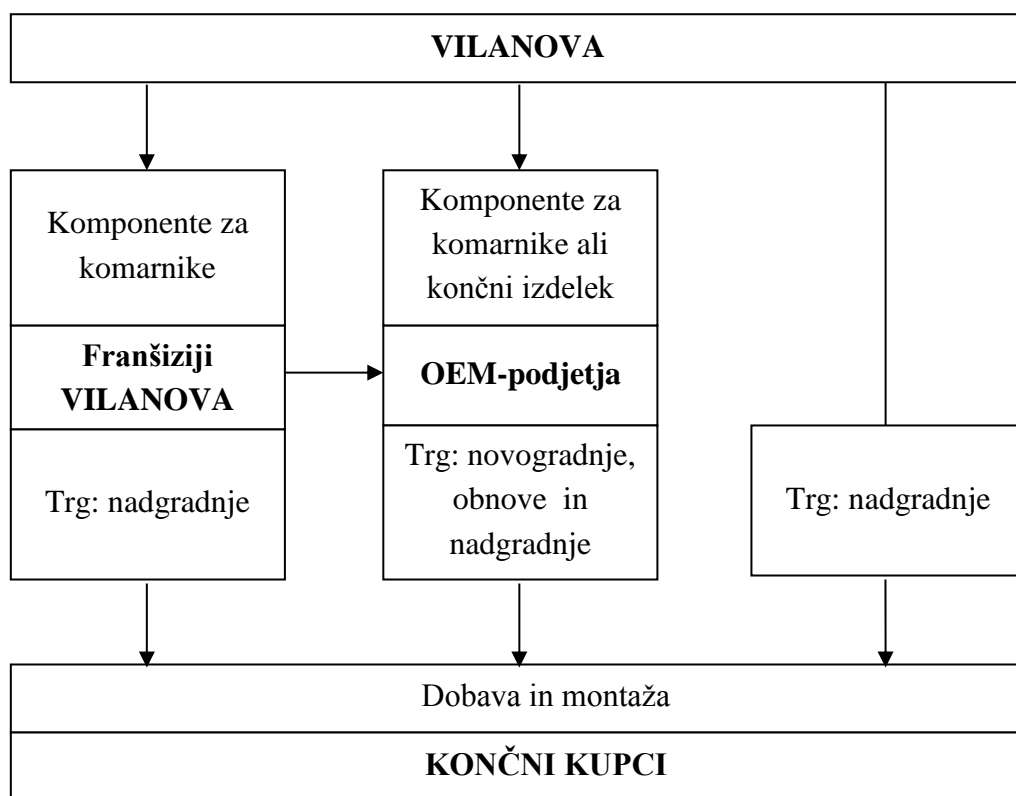 VILANOVA
Komponente za
komarnike
Franšiziji
VILANOVA
Trg: nadgradnje
Komponente za
komarnike ali
končni izdelek
OEM-podjetja
Trg: novogradnje,
obnove in
nadgradnje
Trg: nadgradnje
Dobava in montaža
KONČNI KUPCI